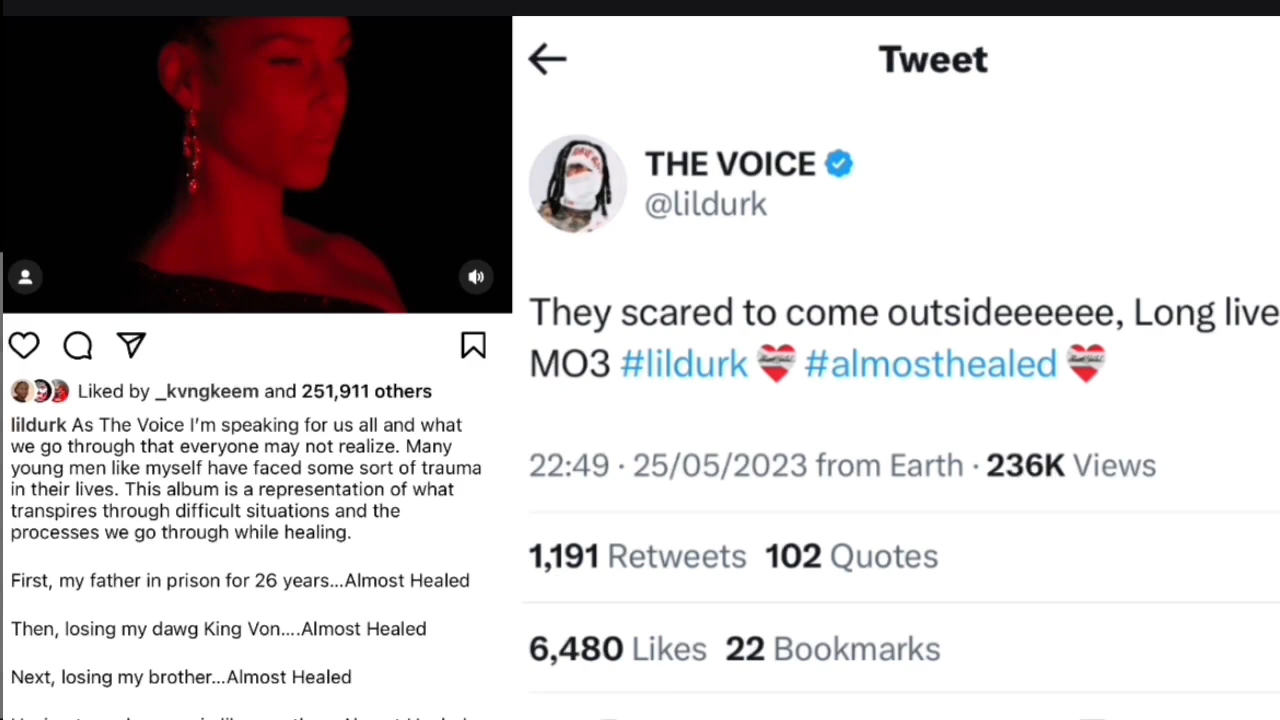 Liked by _kvngkeem and 251,911 others
lildurk As The Voice I'm speaking for us all and what
we go through that everyone may not realize. Many
young men like myself have faced some sort of trauma
in their lives. This album is a representation of what
transpires through difficult situations and the
processes we go through while healing.
First, my father in prison for 26 years...Almost Healed
Then, losing my dawg King Von....Almost Healed
Next, losing my brother...Almost Healed
Tweet
THE VOICE
@lildurk
They scared to come outsideeeeee, Long live
MO3 #lildurk #almosthealed
22:49 · 25/05/2023 from Earth · 236K Views
1,191 Retweets 102 Quotes
6,480 Likes 22 Bookmarks